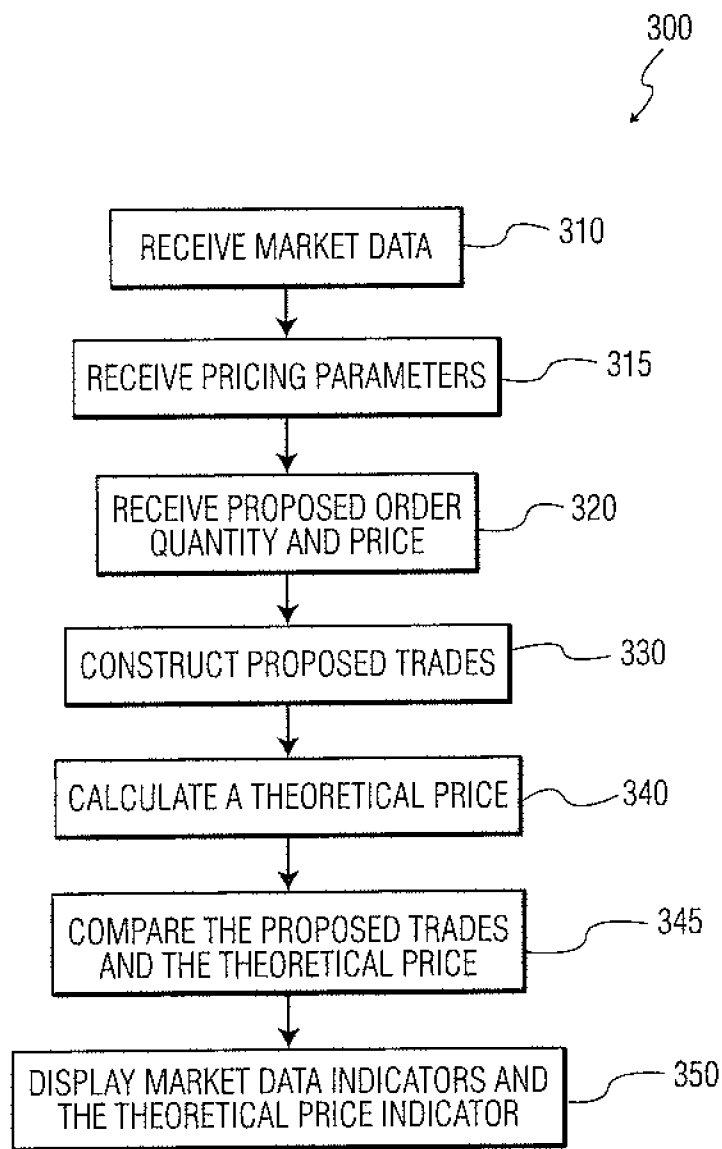 300
RECEIVE MARKET DATA
310
RECEIVE PRICING PARAMETERS
315
RECEIVE PROPOSED ORDER
QUANTITY AND PRICE
320
CONSTRUCT PROPOSED TRADES
330
CALCULATE A THEORETICAL PRICE
340
COMPARE THE PROPOSED TRADES
AND THE THEORETICAL PRICE
345
DISPLAY MARKET DATA INDICATORS AND
THE THEORETICAL PRICE INDICATOR
350